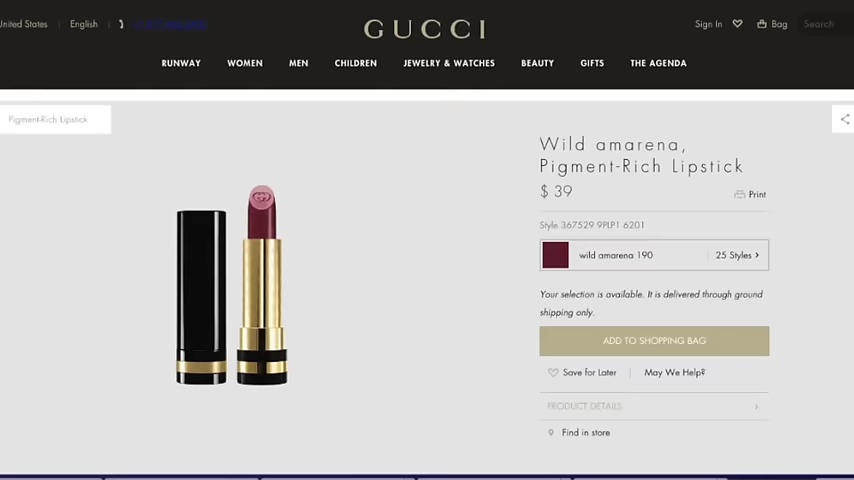 United States
English
GUCCI
Sign In
Bag
Search
RUNWAY
WOMEN
MEN
CHILDREN
JEWELRY & WATCHES
BEAUTY
GIFTS
THE AGENDA
Pigment-Rich Lipstick
Wild amarena,
Pigment-Rich Lipstick
$ 39
Print
Style 367529 9PLP1 6201
wild amarena 190
25 Styles
Your selection is available. It is delivered through ground
shipping only.
ADD TO SHOPPING BAG
Save for Later
May We Help?
PRODUCT DETAILS
Find in store